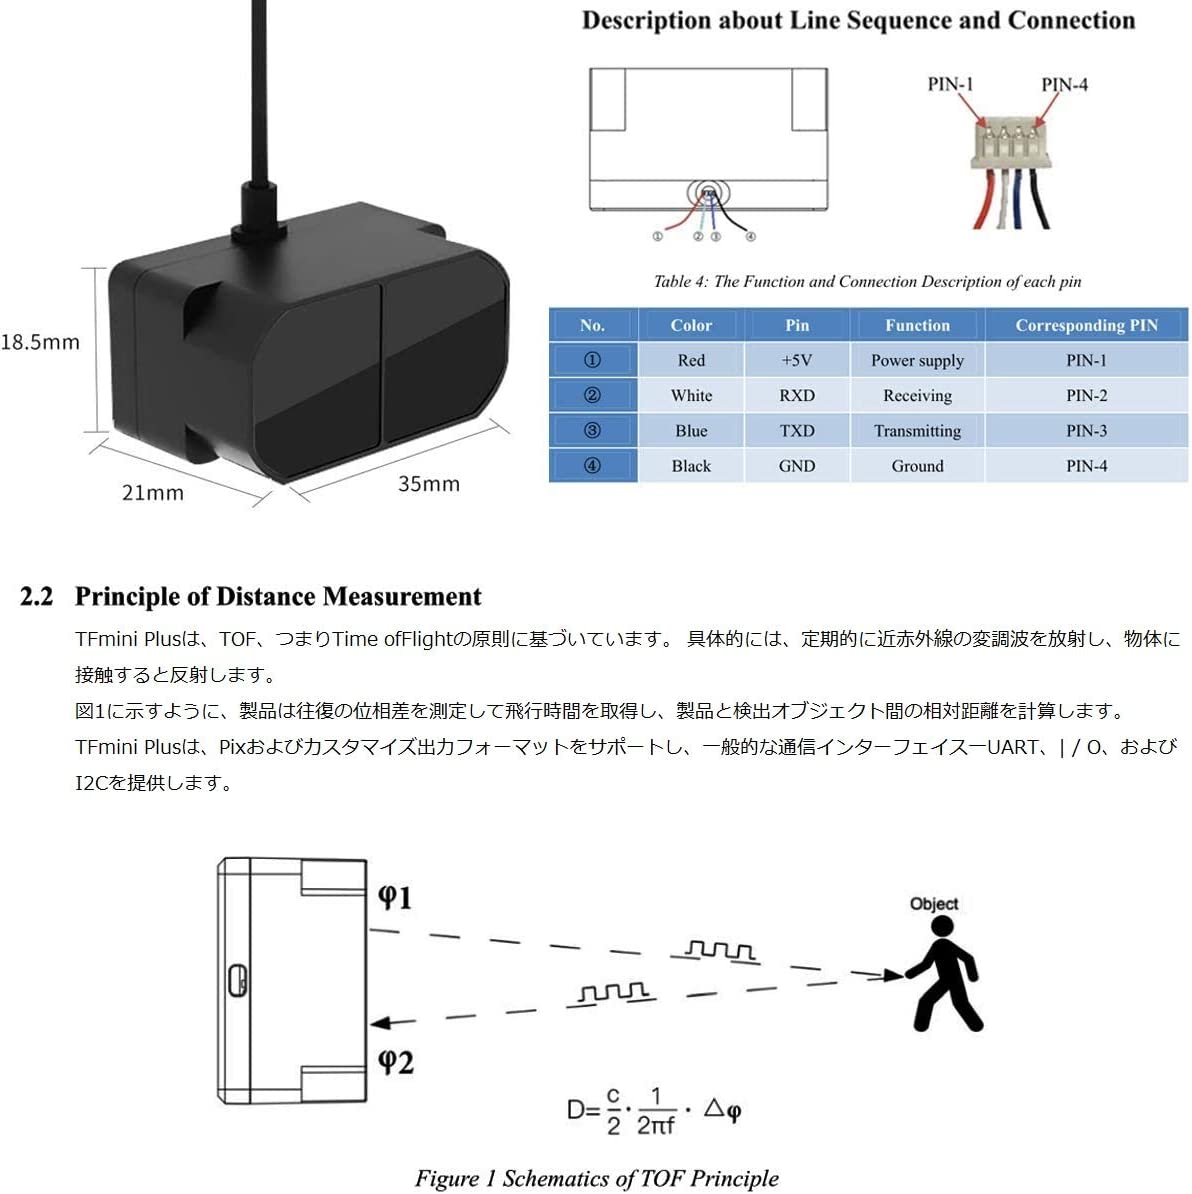 Description about Line Sequence and Connection
PIN-1 PIN-4
① ② ③ ④
18.5mm
21mm
35mm
Table 4: The Function and Connection Description of each pin
No. Color Pin Function Corresponding PIN
① Red +5V Power supply PIN-1
② White RXD Receiving PIN-2
③ Blue TXD Transmitting PIN-3
④ Black GND Ground PIN-4
2.2 Principle of Distance Measurement
TFmini Plusは、TOF、つまりTime ofFlightの原則に基づいています。 具体的には、定期的に近赤外線の変調波を放射し、物体に
接触すると反射します。
図1に示すように、製品は往復の位相差を測定して飛行時間を取得し、製品と検出オブジェクト間の相対距離を計算します。
TFmini Plusは、Pixおよびカスタマイズ出力フォーマットをサポートし、一般的な通信インターフェイスーUART、| / O、および
I2Cを提供します。
φ1
Object
φ2
D=c/2·1/2πf·△φ
Figure 1 Schematics of TOF Principle